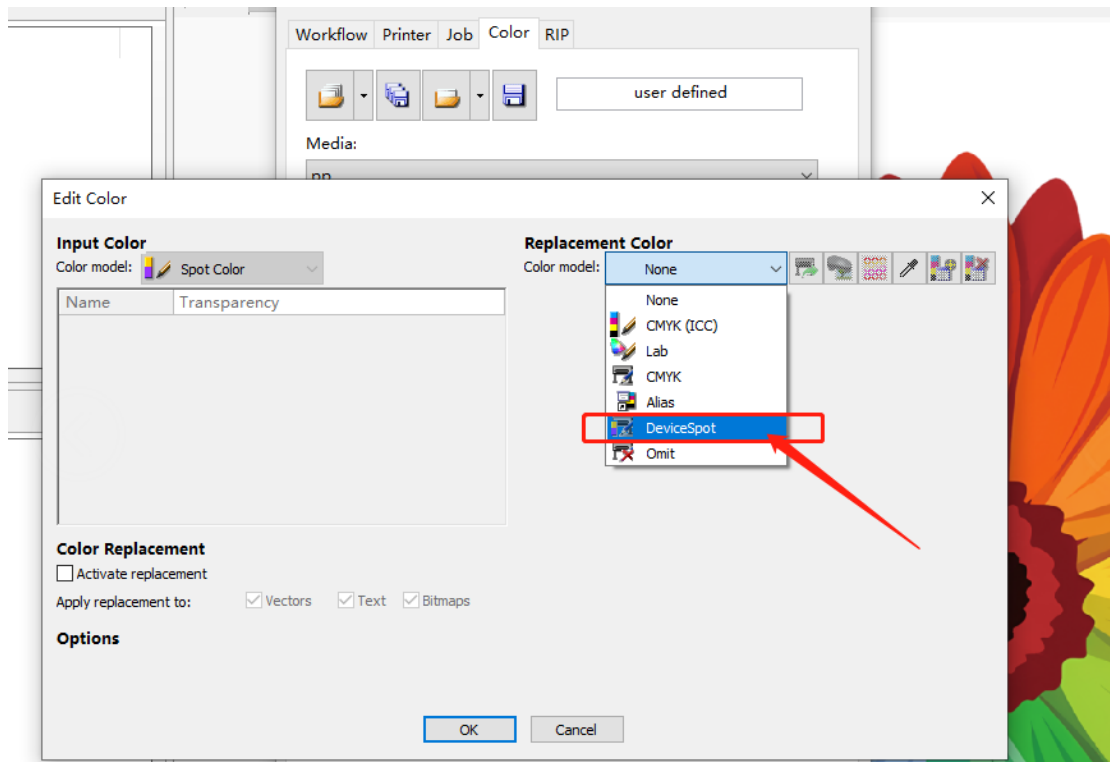 Workflow Printer Job Color RIP
user defined
Media:
pp
Edit Color
Input Color
Color model: Spot Color
Name Transparency
Replacement Color
Color model: None
None
CMYK (ICC)
Lab
CMYK
Alias
DeviceSpot
Omit
Color Replacement
Activate replacement
Apply replacement to: Vectors Text Bitmaps
Options
OK Cancel